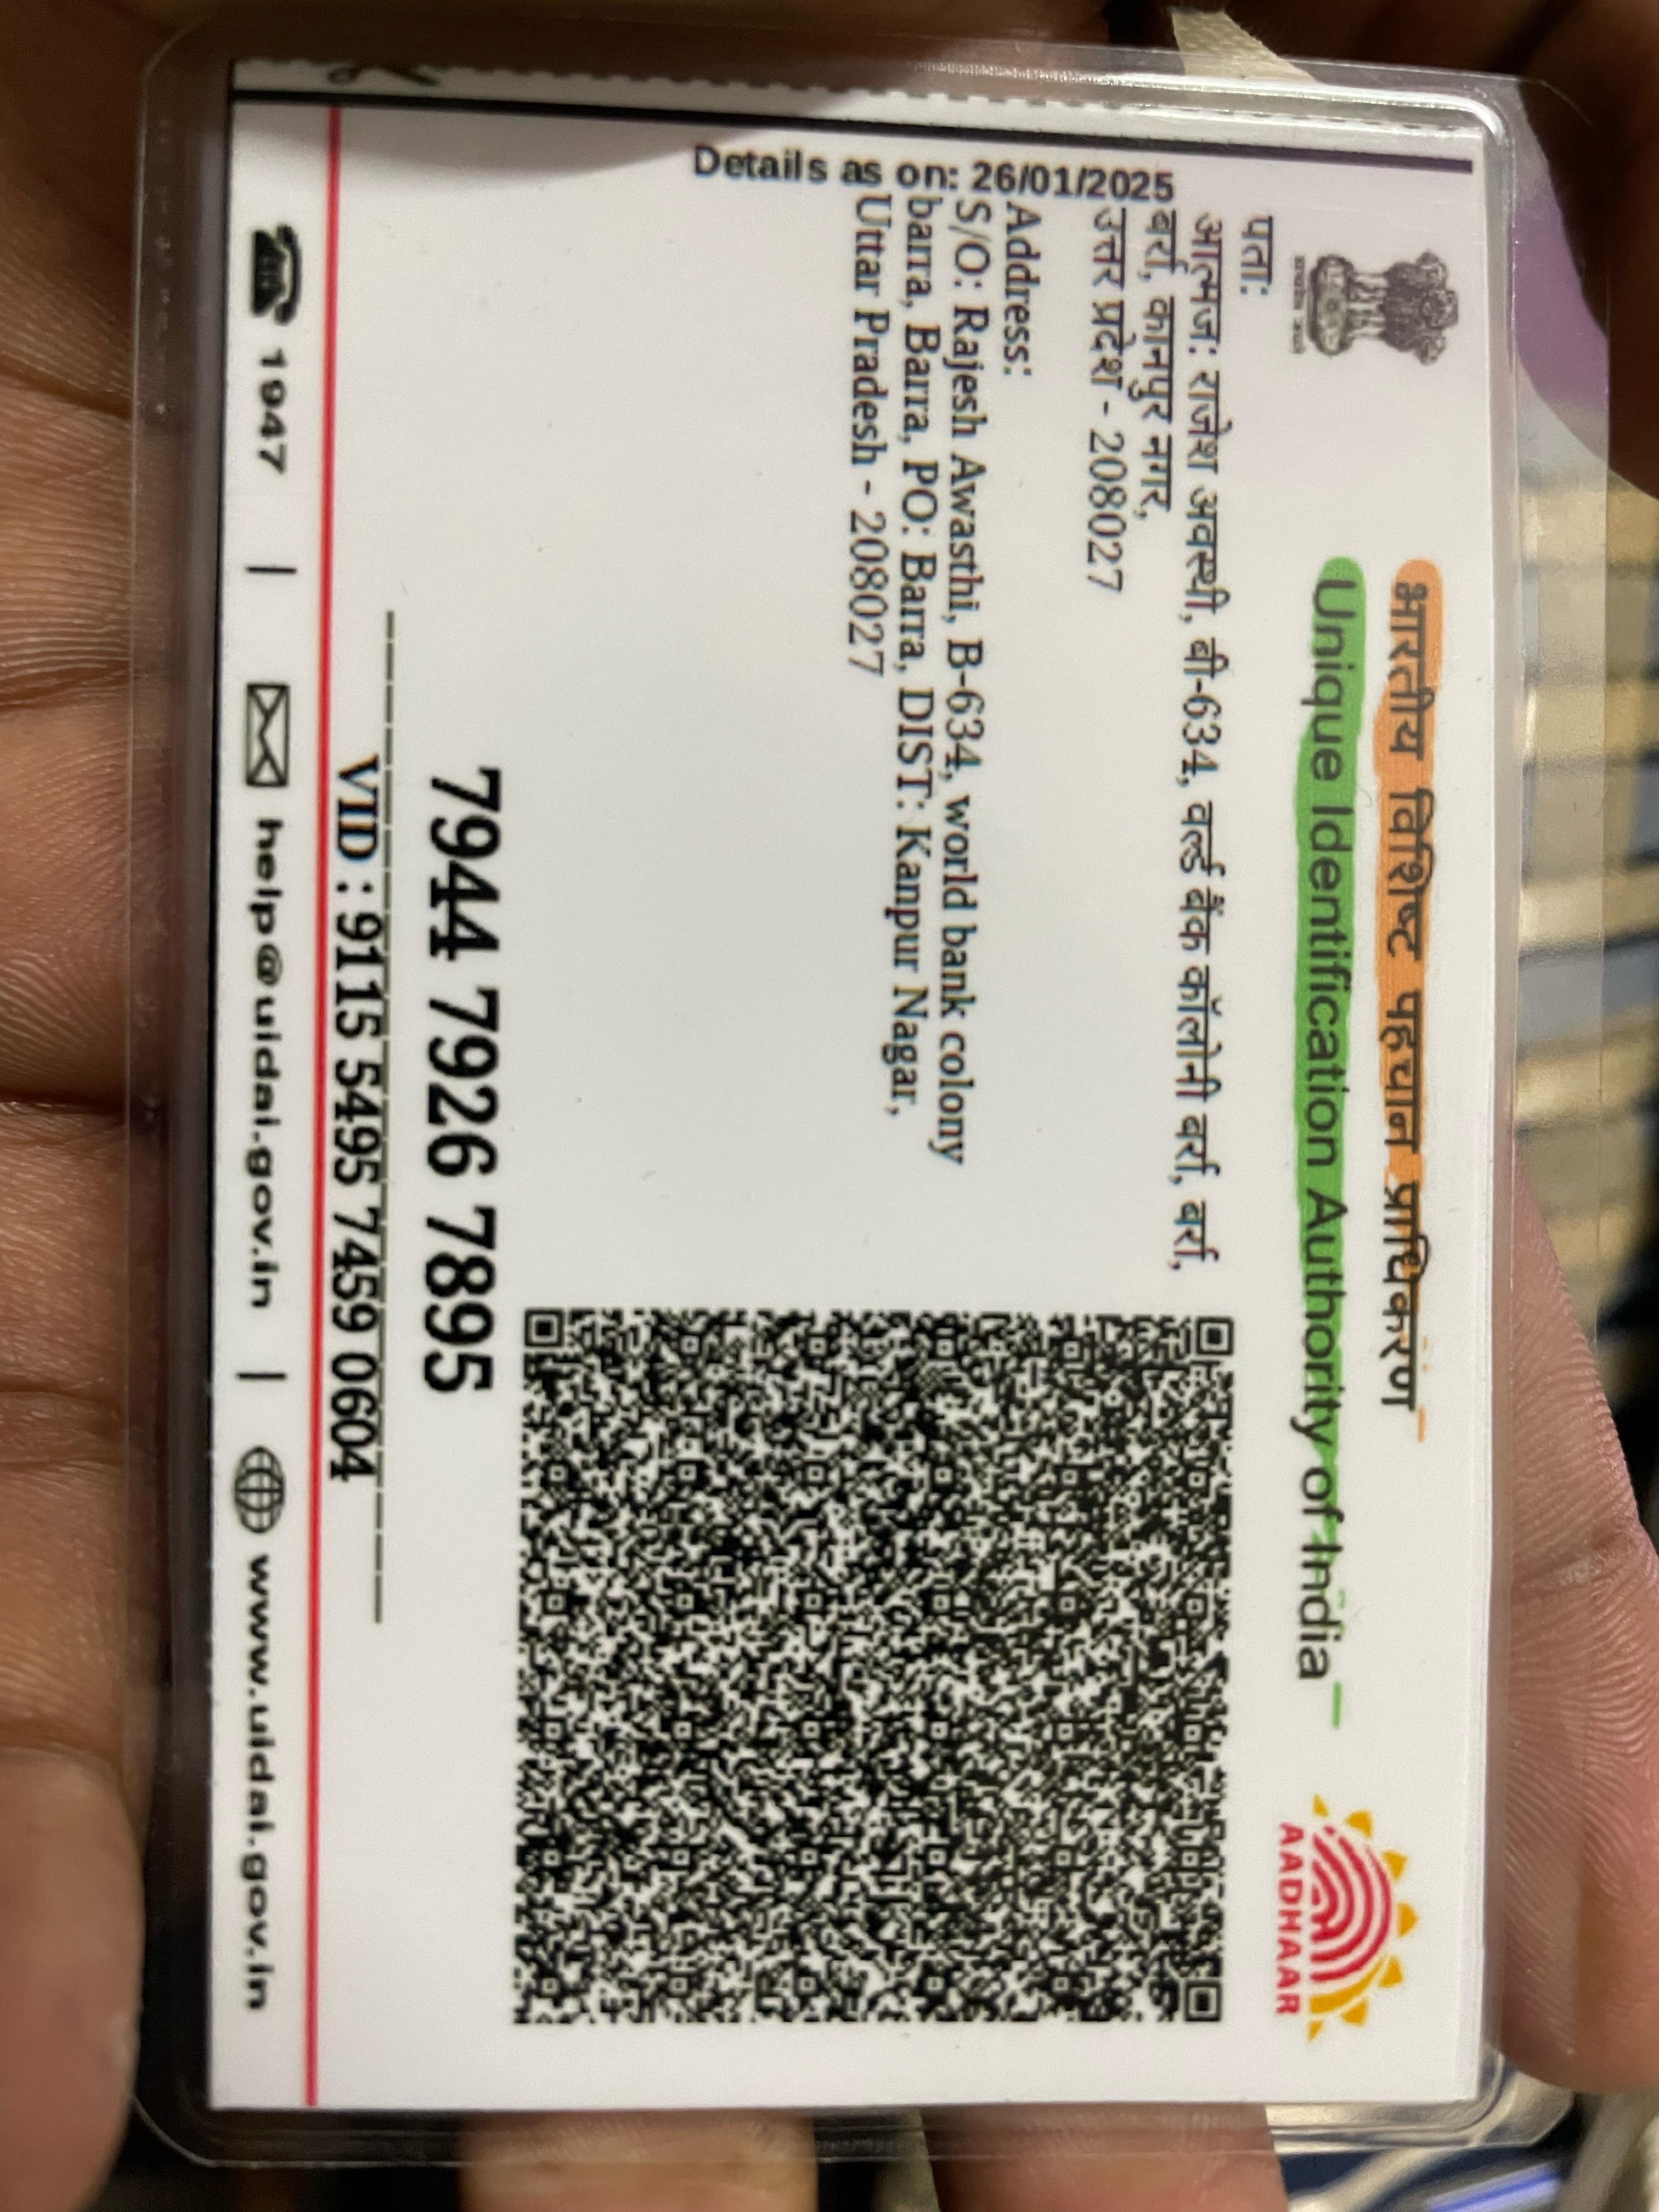 भारतीय विशिष्ट पहचान प्राधिकरण
Unique Identification Authority of India
AADHAAR
Details as on: 26/01/2025
पता:
आत्मज: राजेश अवस्थी, बी-634, वर्ल्ड बैंक कॉलोनी बर्रा, बर्रा,
बर्रा, कानपुर नगर,
उत्तर प्रदेश - 208027
Address:
S/O: Rajesh Awasthi, B-634, world bank colony
barra, Barra, PO: Barra, DIST: Kanpur Nagar,
Uttar Pradesh - 208027
7944 7926 7895
VID : 9115 5495 7459 0604
1947 | help@uidai.gov.in | www.uidai.gov.in